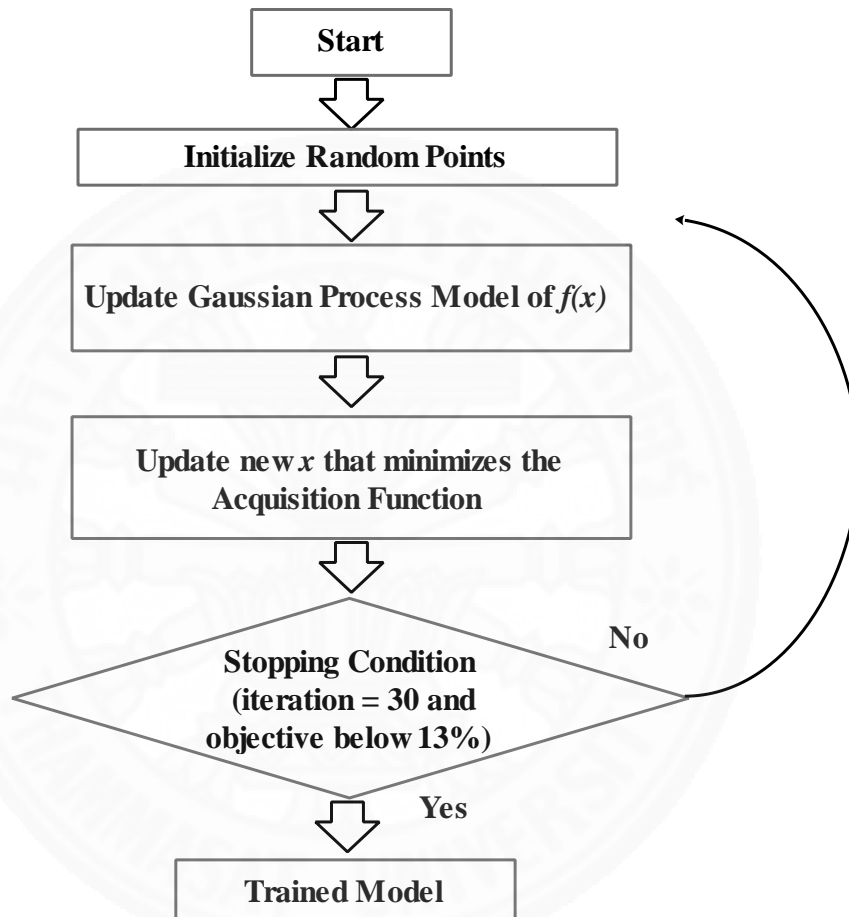 Start
Initialize Random Points
Update Gaussian Process Model of f(x)
Update new x that minimizes the
Acquisition Function
No
Stopping Condition
(iteration = 30 and
objective below 13%)
Yes
Trained Model